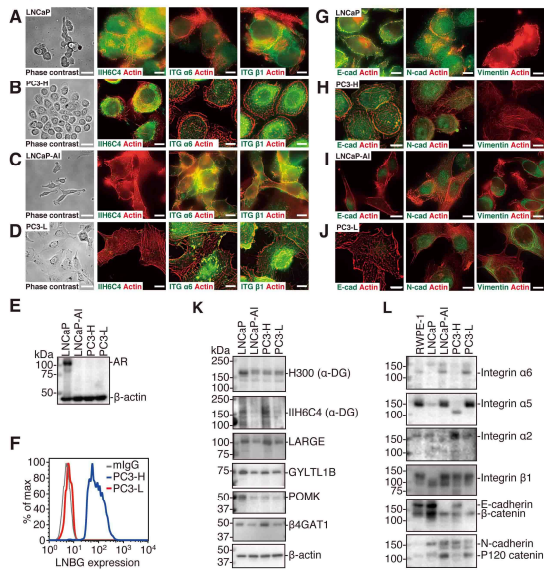 A
LNCaP
Phase contrast
IIH6C4 Actin
ITG α6 Actin
ITG β1 Actin
B
PC3-H
Phase contrast
IIH6C4 Actin
ITG α6 Actin
ITG β1 Actin
C
LNCaP-AI
Phase contrast
IIH6C4 Actin
ITG α6 Actin
ITG β1 Actin
D
PC3-L
Phase contrast
IIH6C4 Actin
ITG α6 Actin
ITG β1 Actin
E
LNCaP
LNCaP-AI
PC3-H
PC3-L
kDa
100
50
AR
β-actin
F
mIgG
PC3-H
PC3-L
% of max
100
80
60
40
20
0
10⁰ 10¹ 10² 10³ 10⁴
LNBG expression
G
LNCaP
E-cad Actin
N-cad Actin
Vimentin Actin
H
PC3-H
E-cad Actin
N-cad Actin
Vimentin Actin
I
LNCaP-AI
E-cad Actin
N-cad Actin
Vimentin Actin
J
PC3-L
E-cad Actin
N-cad Actin
Vimentin Actin
K
LNCaP
LNCaP-AI
PC3-H
PC3-L
kDa
250
150
100
H300 (α-DG)
250
150
100
IIH6C4 (α-DG)
100
75
LARGE
75
50
GYLTL1B
50
37
POMK
50
37
β4GAT1
50
37
β-actin
L
RWPE-1
LNCaP
LNCaP-AI
PC3-H
PC3-L
kDa
150
100
Integrin α6
150
100
Integrin α5
150
100
Integrin α2
150
100
75
Integrin β1
150
100
E-cadherin
β-catenin
150
100
N-cadherin
P120 catenin